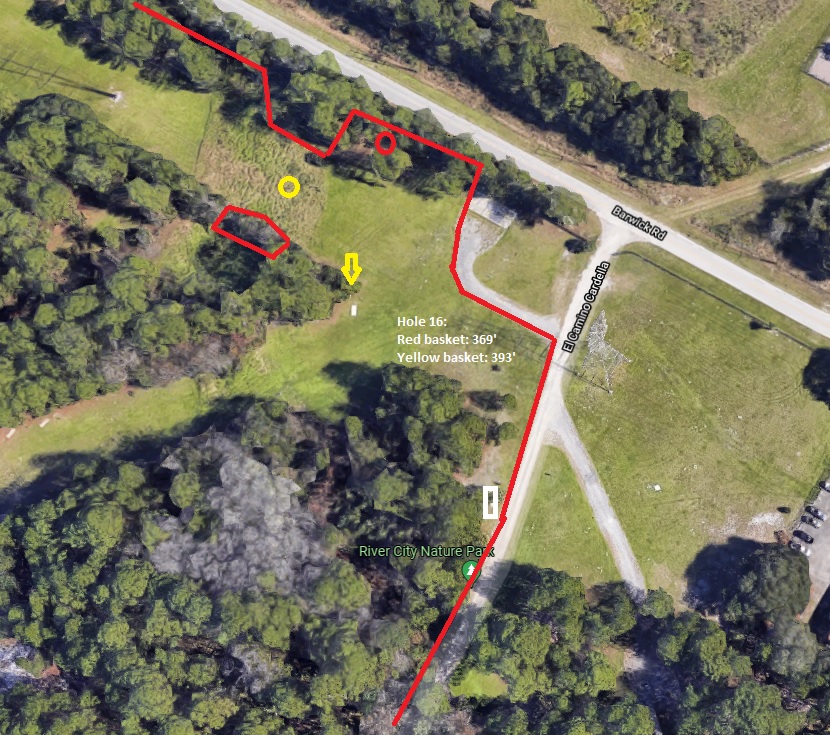 Barwick Rd
El Camino Cardella
Hole 16:
Red basket: 369'
Yellow basket: 393'
River City Nature Park